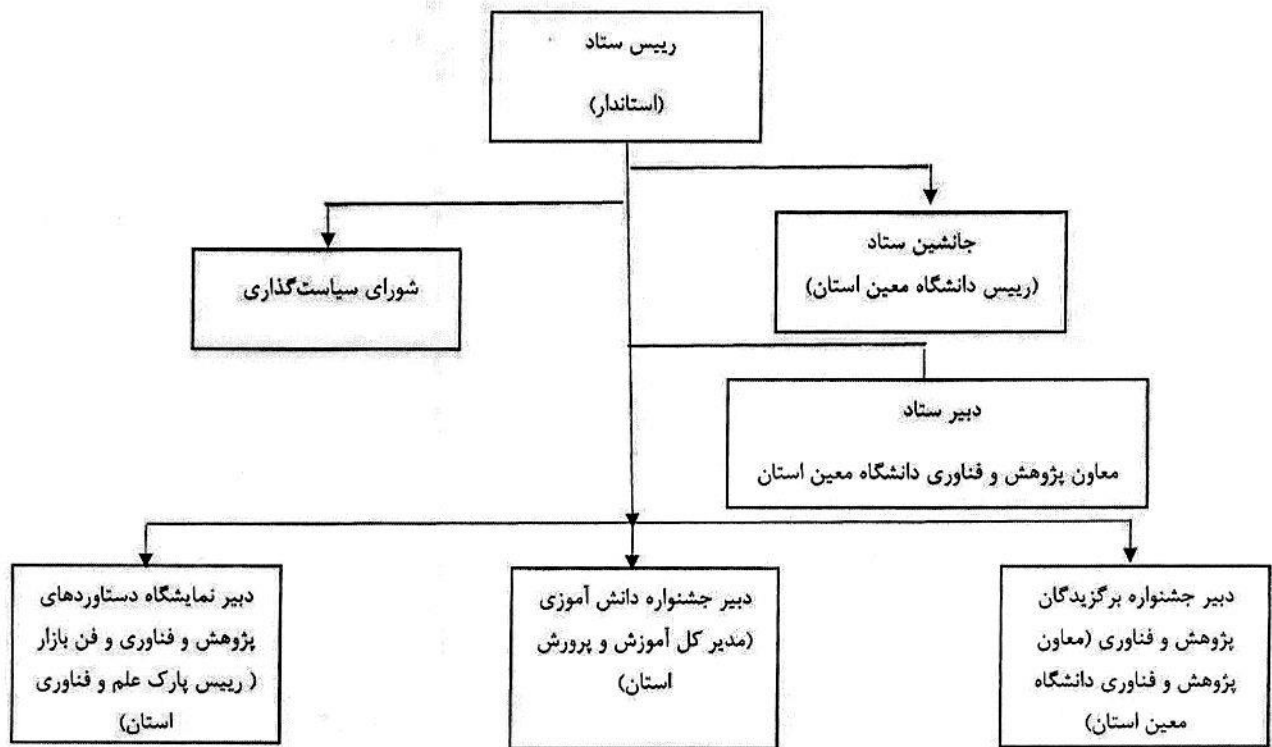 رییس ستاد
(استاندار)
جانشین ستاد
(رییس دانشگاه معین استان)
شورای سیاست‌گذاری
دبیر ستاد
معاون پژوهش و فناوری دانشگاه معین استان
دبیر جشنواره برگزیدگان
پژوهش و فناوری (معاون
پژوهش و فناوری دانشگاه
معین استان)
دبیر جشنواره دانش آموزی
(مدیر کل آموزش و پرورش
استان)
دبیر نمایشگاه دستاوردهای
پژوهش و فناوری و فن بازار
( رییس پارک علم و فناوری
استان)